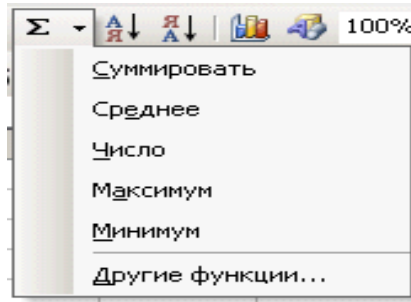 Σ А Я Я А 100%
Суммировать
Среднее
Число
Максимум
Минимум
Другие функции...